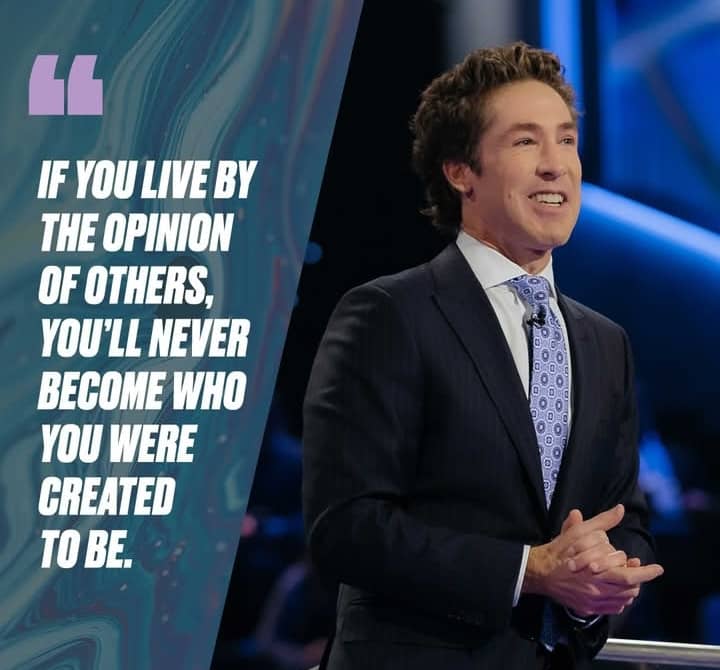 IF YOU LIVE BY
THE OPINION
OF OTHERS,
YOU'LL NEVER
BECOME WHO
YOU WERE
CREATED
TO BE.